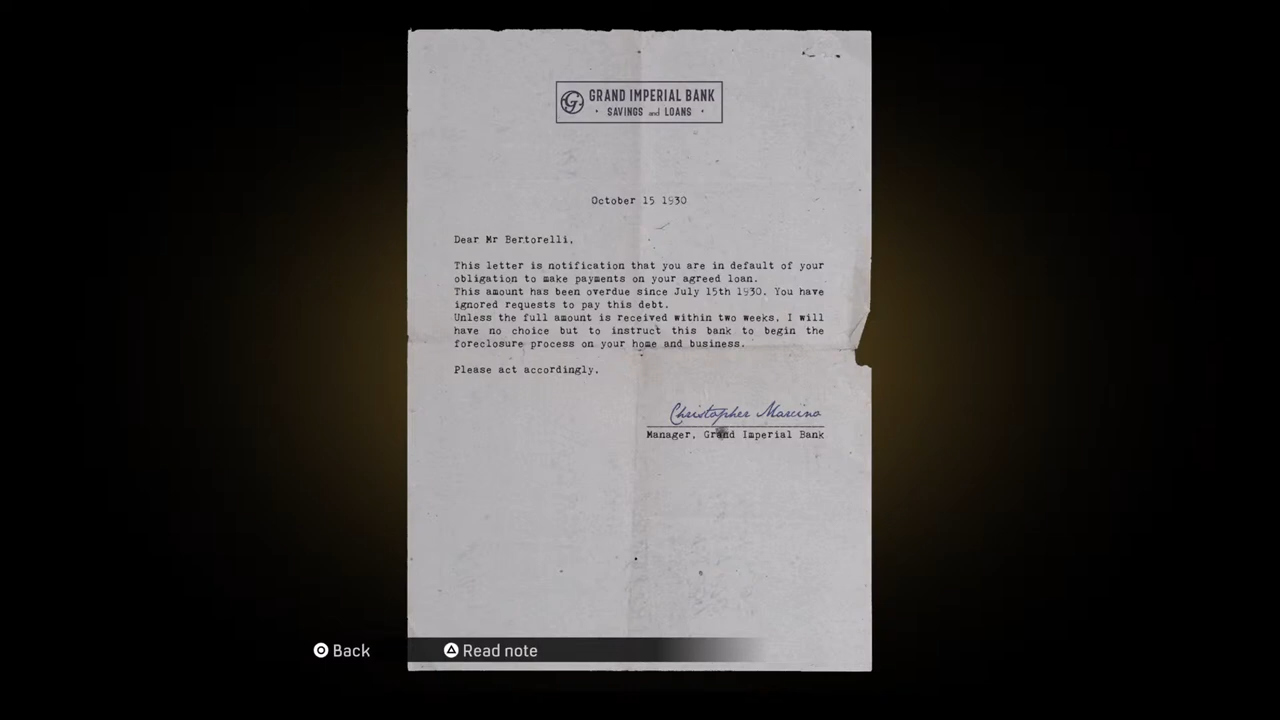 GRAND IMPERIAL BANK
· SAVINGS and LOANS ·
October 15 1930
Dear Mr Bertorelli,
This letter is notification that you are in default of your
obligation to make payments on your agreed loan.
This amount has been overdue since July 15th 1930. You have
ignored requests to pay this debt.
Unless the full amount is received within two weeks, I will
have no choice but to instruct this bank to begin the
foreclosure process on your home and business.
Please act accordingly.
Christopher Marcino
Manager, Grand Imperial Bank
Back
Read note